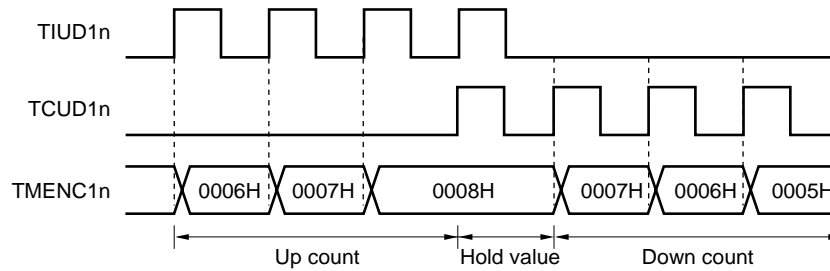 TIUD1n
TCUD1n
TMENC1n 0006H 0007H 0008H 0007H 0006H 0005H
Up count Hold value Down count